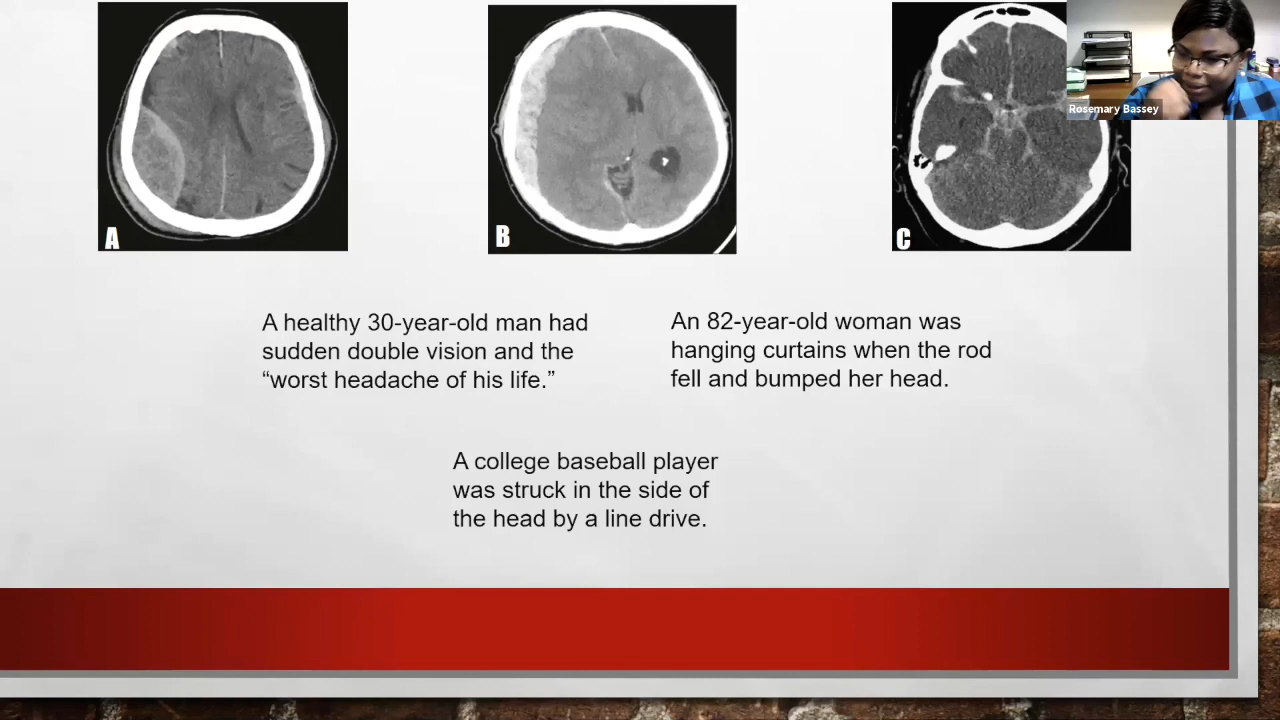 Rosemary Bassey
A
B
C
A healthy 30-year-old man had
sudden double vision and the
“worst headache of his life.”
An 82-year-old woman was
hanging curtains when the rod
fell and bumped her head.
A college baseball player
was struck in the side of
the head by a line drive.